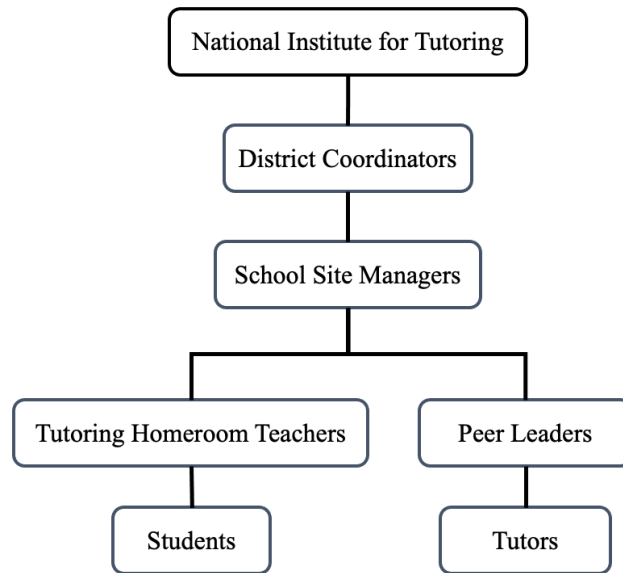 National Institute for Tutoring
District Coordinators
School Site Managers
Tutoring Homeroom Teachers
Peer Leaders
Students
Tutors